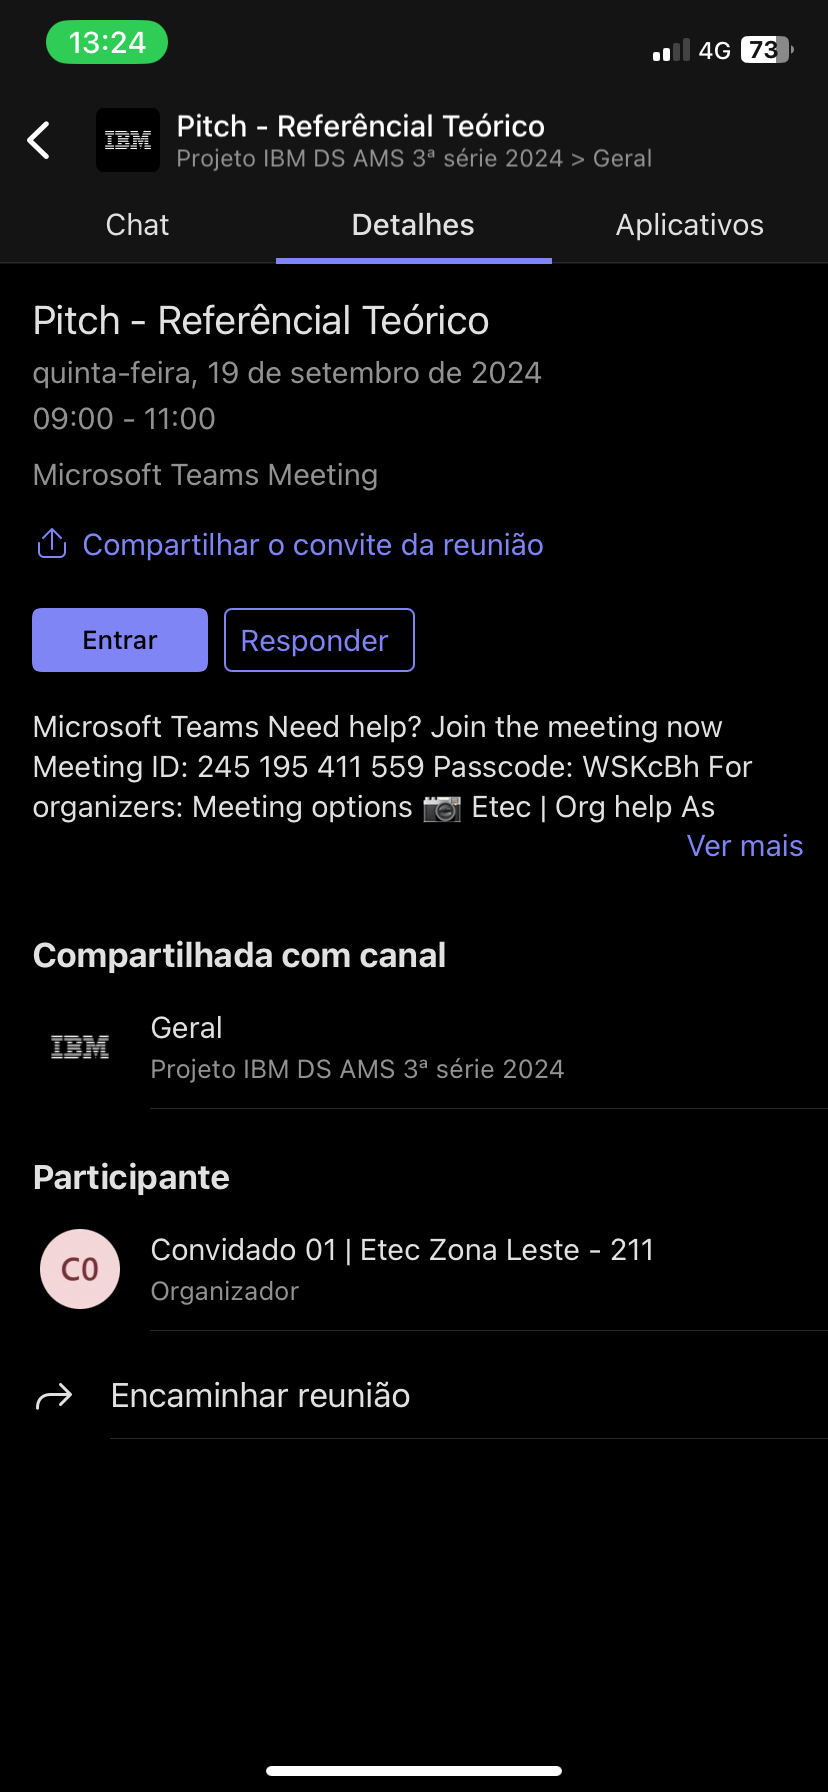 13:24
4G 73
IBM
Pitch - Referêncial Teórico
Projeto IBM DS AMS 3ª série 2024 > Geral
Chat Detalhes Aplicativos
Pitch - Referêncial Teórico
quinta-feira, 19 de setembro de 2024
09:00 - 11:00
Microsoft Teams Meeting
Compartilhar o convite da reunião
Entrar Responder
Microsoft Teams Need help? Join the meeting now
Meeting ID: 245 195 411 559 Passcode: WSKcBh For
organizers: Meeting options 📷 Etec | Org help As
Ver mais
Compartilhada com canal
IBM
Geral
Projeto IBM DS AMS 3ª série 2024
Participante
C0
Convidado 01 | Etec Zona Leste - 211
Organizador
Encaminhar reunião